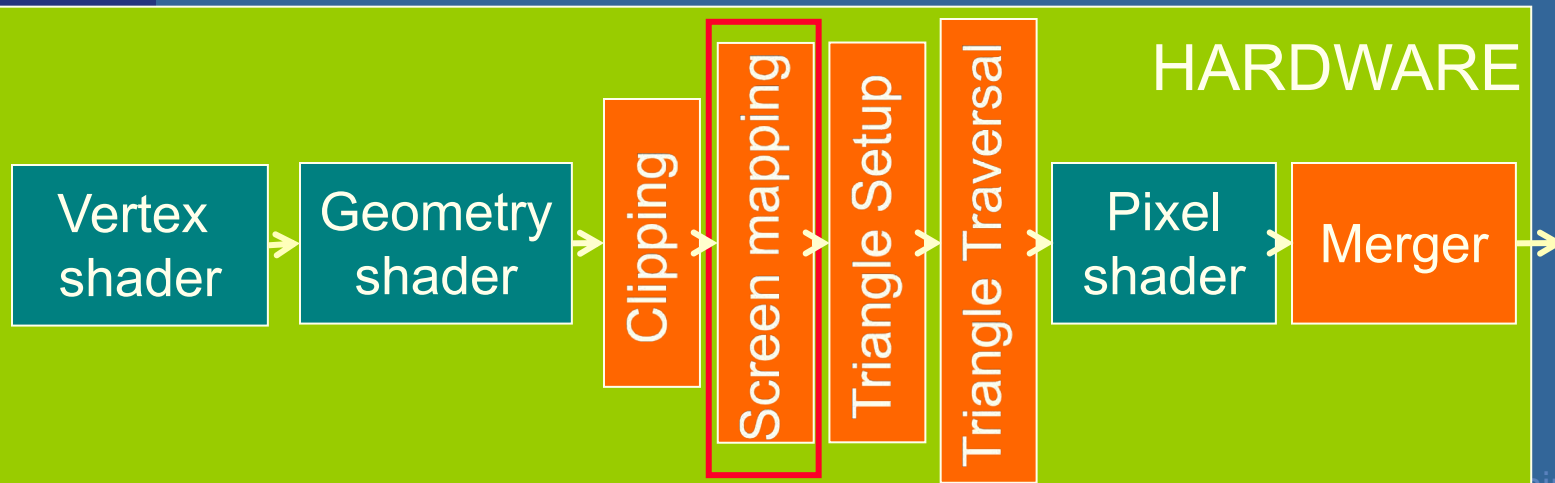 HARDWARE
Vertex
shader
Geometry
shader
Clipping
Screen mapping
Triangle Setup
Triangle Traversal
Pixel
shader
Merger